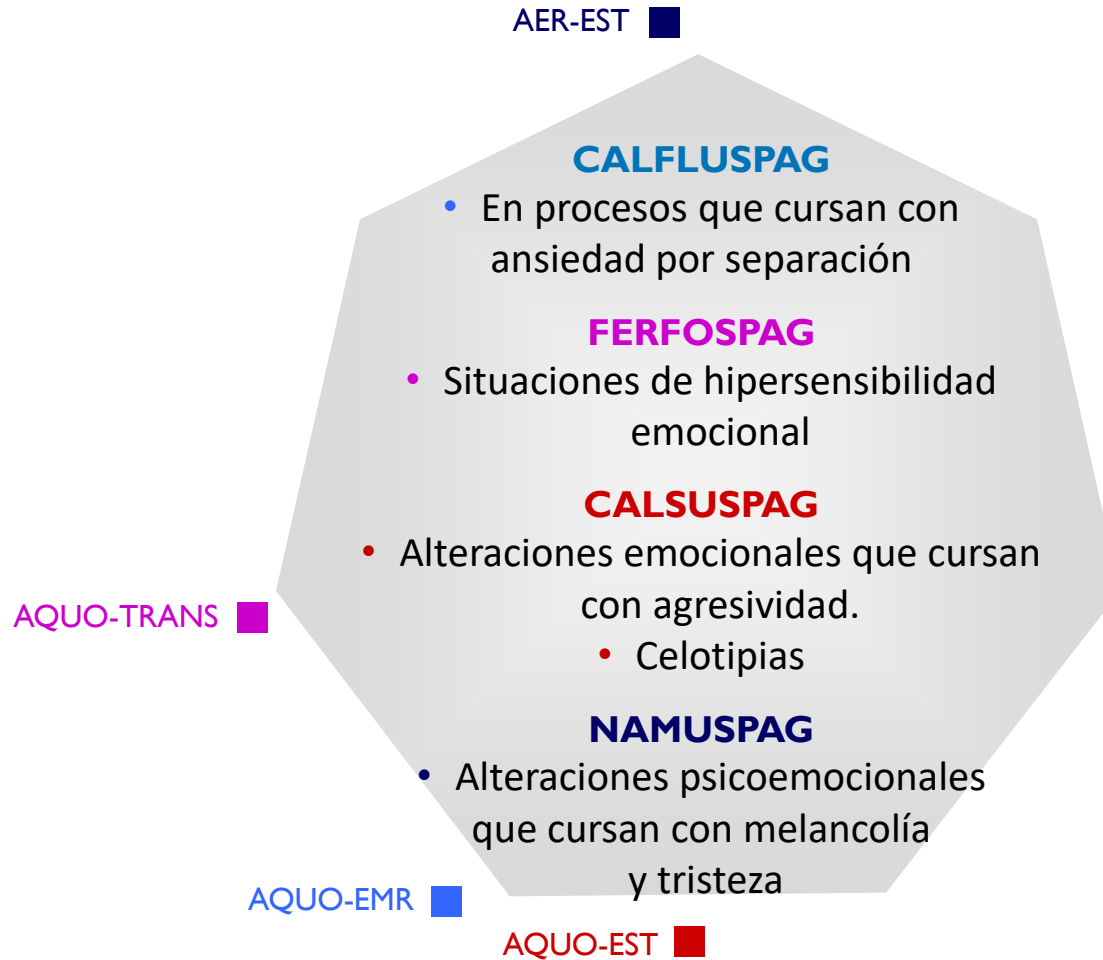 AER-EST
CALFLUSPAG
• En procesos que cursan con
ansiedad por separación
FERFOSPAG
• Situaciones de hipersensibilidad
emocional
CALSUSPAG
• Alteraciones emocionales que cursan
con agresividad.
• Celotipias
AQUO-TRANS
NAMUSPAG
• Alteraciones psicoemocionales
que cursan con melancolía
y tristeza
AQUO-EMR
AQUO-EST